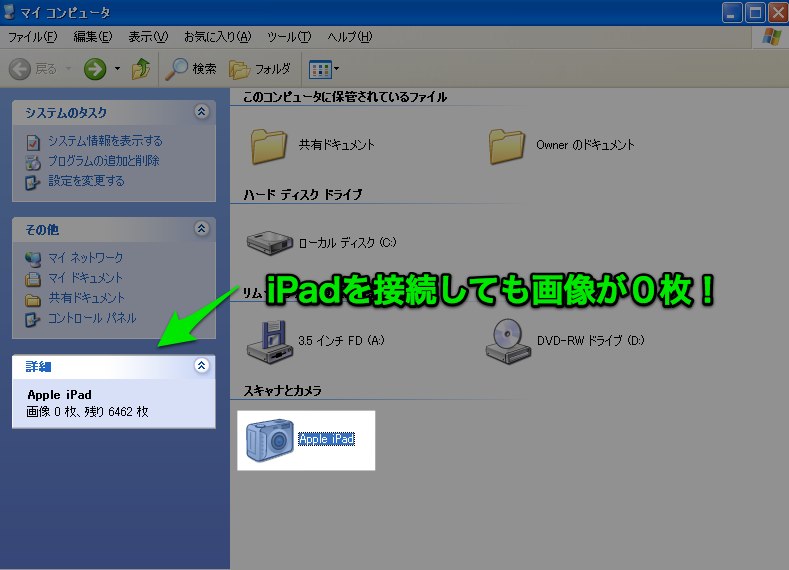 マイ コンピュータ
ファイル(F) 編集(E) 表示(V) お気に入り(A) ツール(T) ヘルプ(H)
戻る 検索 フォルダ
システムのタスク
システム情報を表示する
プログラムの追加と削除
設定を変更する
その他
マイ ネットワーク
マイ ドキュメント
共有ドキュメント
コントロール パネル
詳細
Apple iPad
画像 0 枚、残り 6462 枚
このコンピュータに保管されているファイル
共有ドキュメント
Owner のドキュメント
ハード ディスク ドライブ
ローカル ディスク (C:)
リム
iPadを接続しても画像が０枚！
3.5 インチ FD (A:)
DVD-RW ドライブ (D:)
スキャナとカメラ
Apple iPad